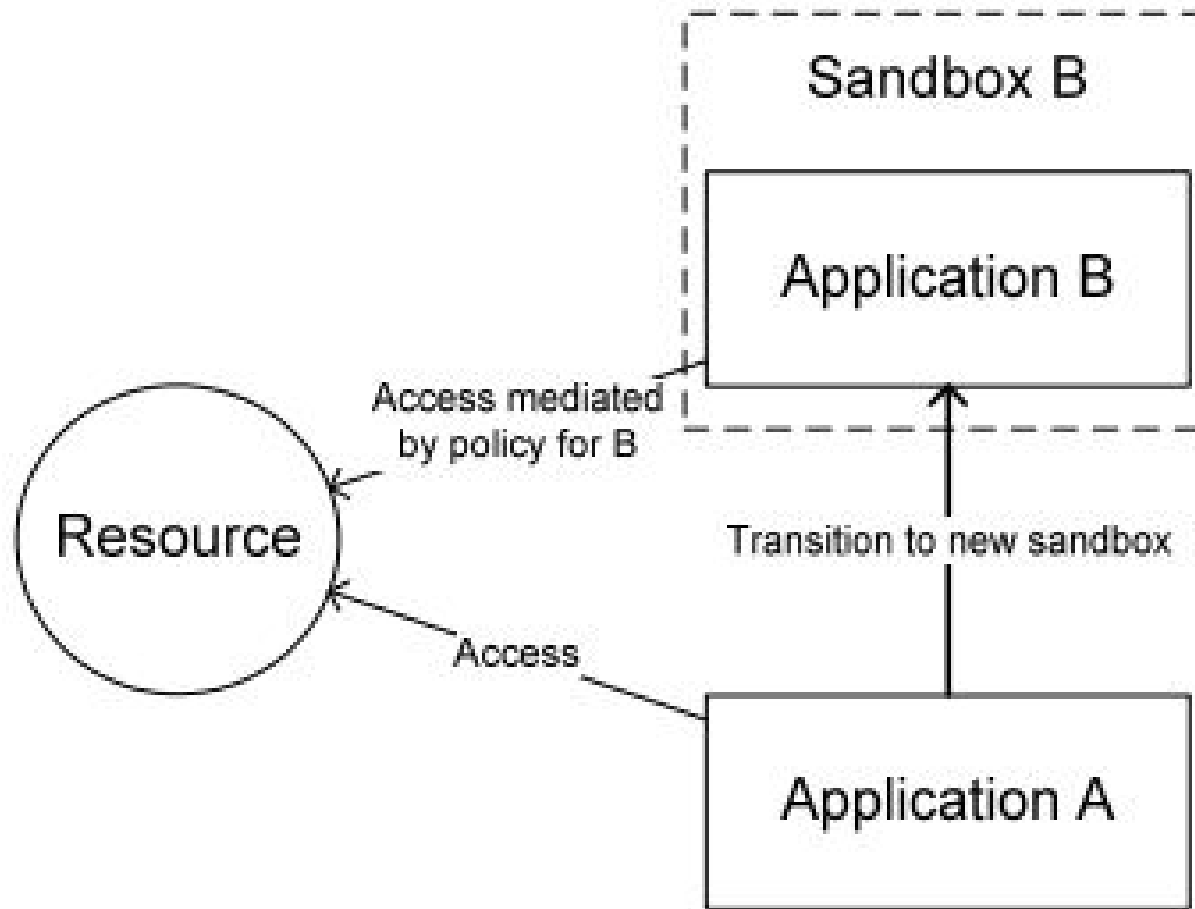 Sandbox B
Application B
Access mediated
by policy for B
Resource
Transition to new sandbox
Access
Application A